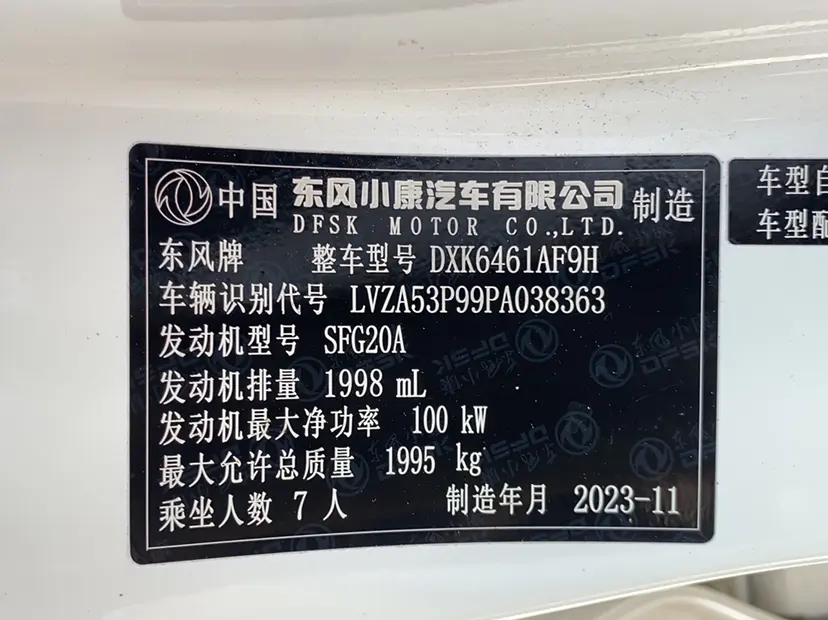 中国 东风小康汽车有限公司 制造
DFSK MOTOR CO.,LTD.
东风牌 整车型号 DXK6461AF9H
车辆识别代号 LVZA53P99PA038363
发动机型号 SFG20A
发动机排量 1998 mL
发动机最大净功率 100 kW
最大允许总质量 1995 kg
乘坐人数 7 人 制造年月 2023-11
车型自
车型配